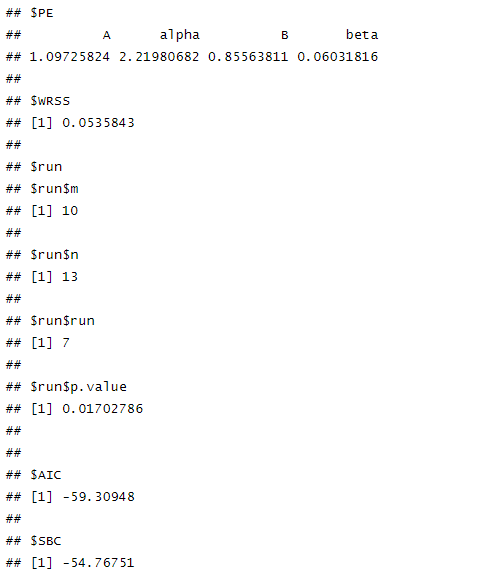 ## $PE
##          A      alpha          B       beta
## 1.09725824 2.21980682 0.85563811 0.06031816
##
## $WRSS
## [1] 0.0535843
##
## $run
## $run$m
## [1] 10
##
## $run$n
## [1] 13
##
## $run$run
## [1] 7
##
## $run$p.value
## [1] 0.01702786
##
##
## $AIC
## [1] -59.30948
##
## $SBC
## [1] -54.76751